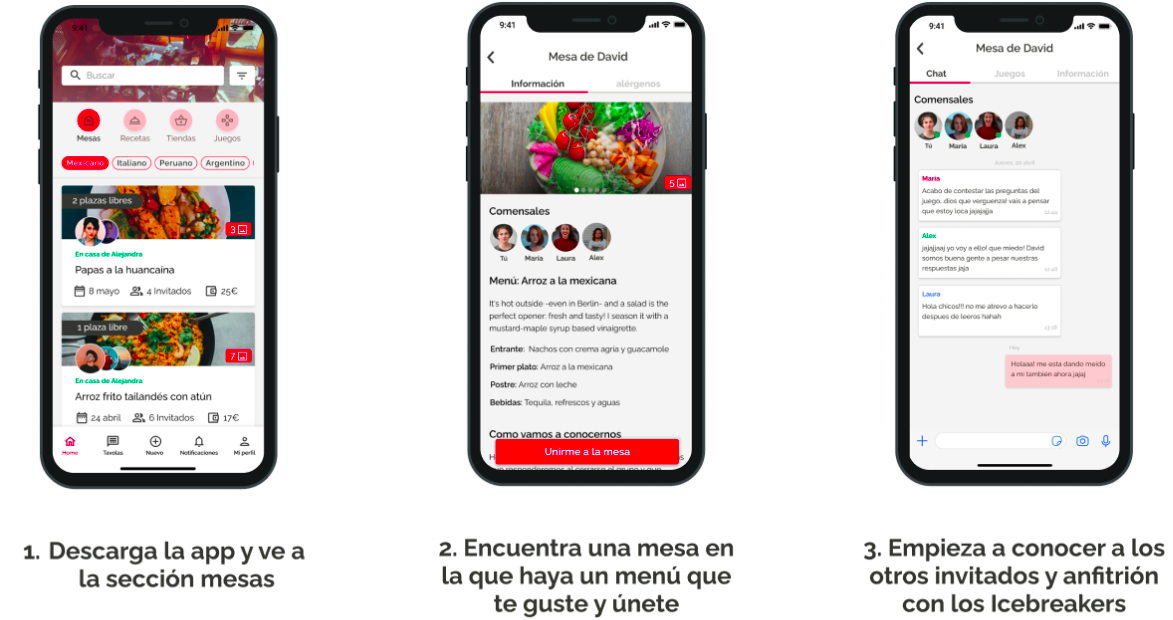 9:41
Buscar
Mesas
Recetas
Tiendas
Juegos
Mexicano
Italiano
Peruano
Argentino
2 plazas libres
3
En casa de Alejandra
Papas a la huancaína
8 mayo
4 Invitados
25€
1 plaza libre
7
En casa de Alejandra
Arroz frito tailandés con atún
24 abril
6 Invitados
17€
Home
Tavolas
Nuevo
Notificaciones
Mi perfil
1. Descarga la app y ve a
la sección mesas
9:41
Mesa de David
Información
alérgenos
5
Comensales
Tú
Maria
Laura
Alex
Menú: Arroz a la mexicana
It's hot outside -even in Berlin- and a salad is the
perfect opener: fresh and tasty! I season it with a
mustard-maple syrup based vinaigrette.
Entrante: Nachos con crema agria y guacamole
Primer plato: Arroz a la mexicana
Postre: Arroz con leche
Bebidas: Tequila, refrescos y aguas
Como vamos a conocernos
Unirme a la mesa
2. Encuentra una mesa en
la que haya un menú que
te guste y únete
9:41
Mesa de David
Chat
Juegos
Información
Comensales
Tú
Maria
Laura
Alex
Jueves, 20 abril
Maria
Acabo de contestar las preguntas del
juego...dios que verguenza! vais a pensar
que estoy loca jajajajja
Alex
jajajjaaj yo voy a ello! que miedo! David
somos buena gente a pesar nuestras
respuestas jaja
Laura
Hola chicos!!! no me atrevo a hacerlo
despues de leeros hahah
Hoy
Holaaa! me esta dando meido
a mi tambien ahora jajaj
3. Empieza a conocer a los
otros invitados y anfitrión
con los Icebreakers